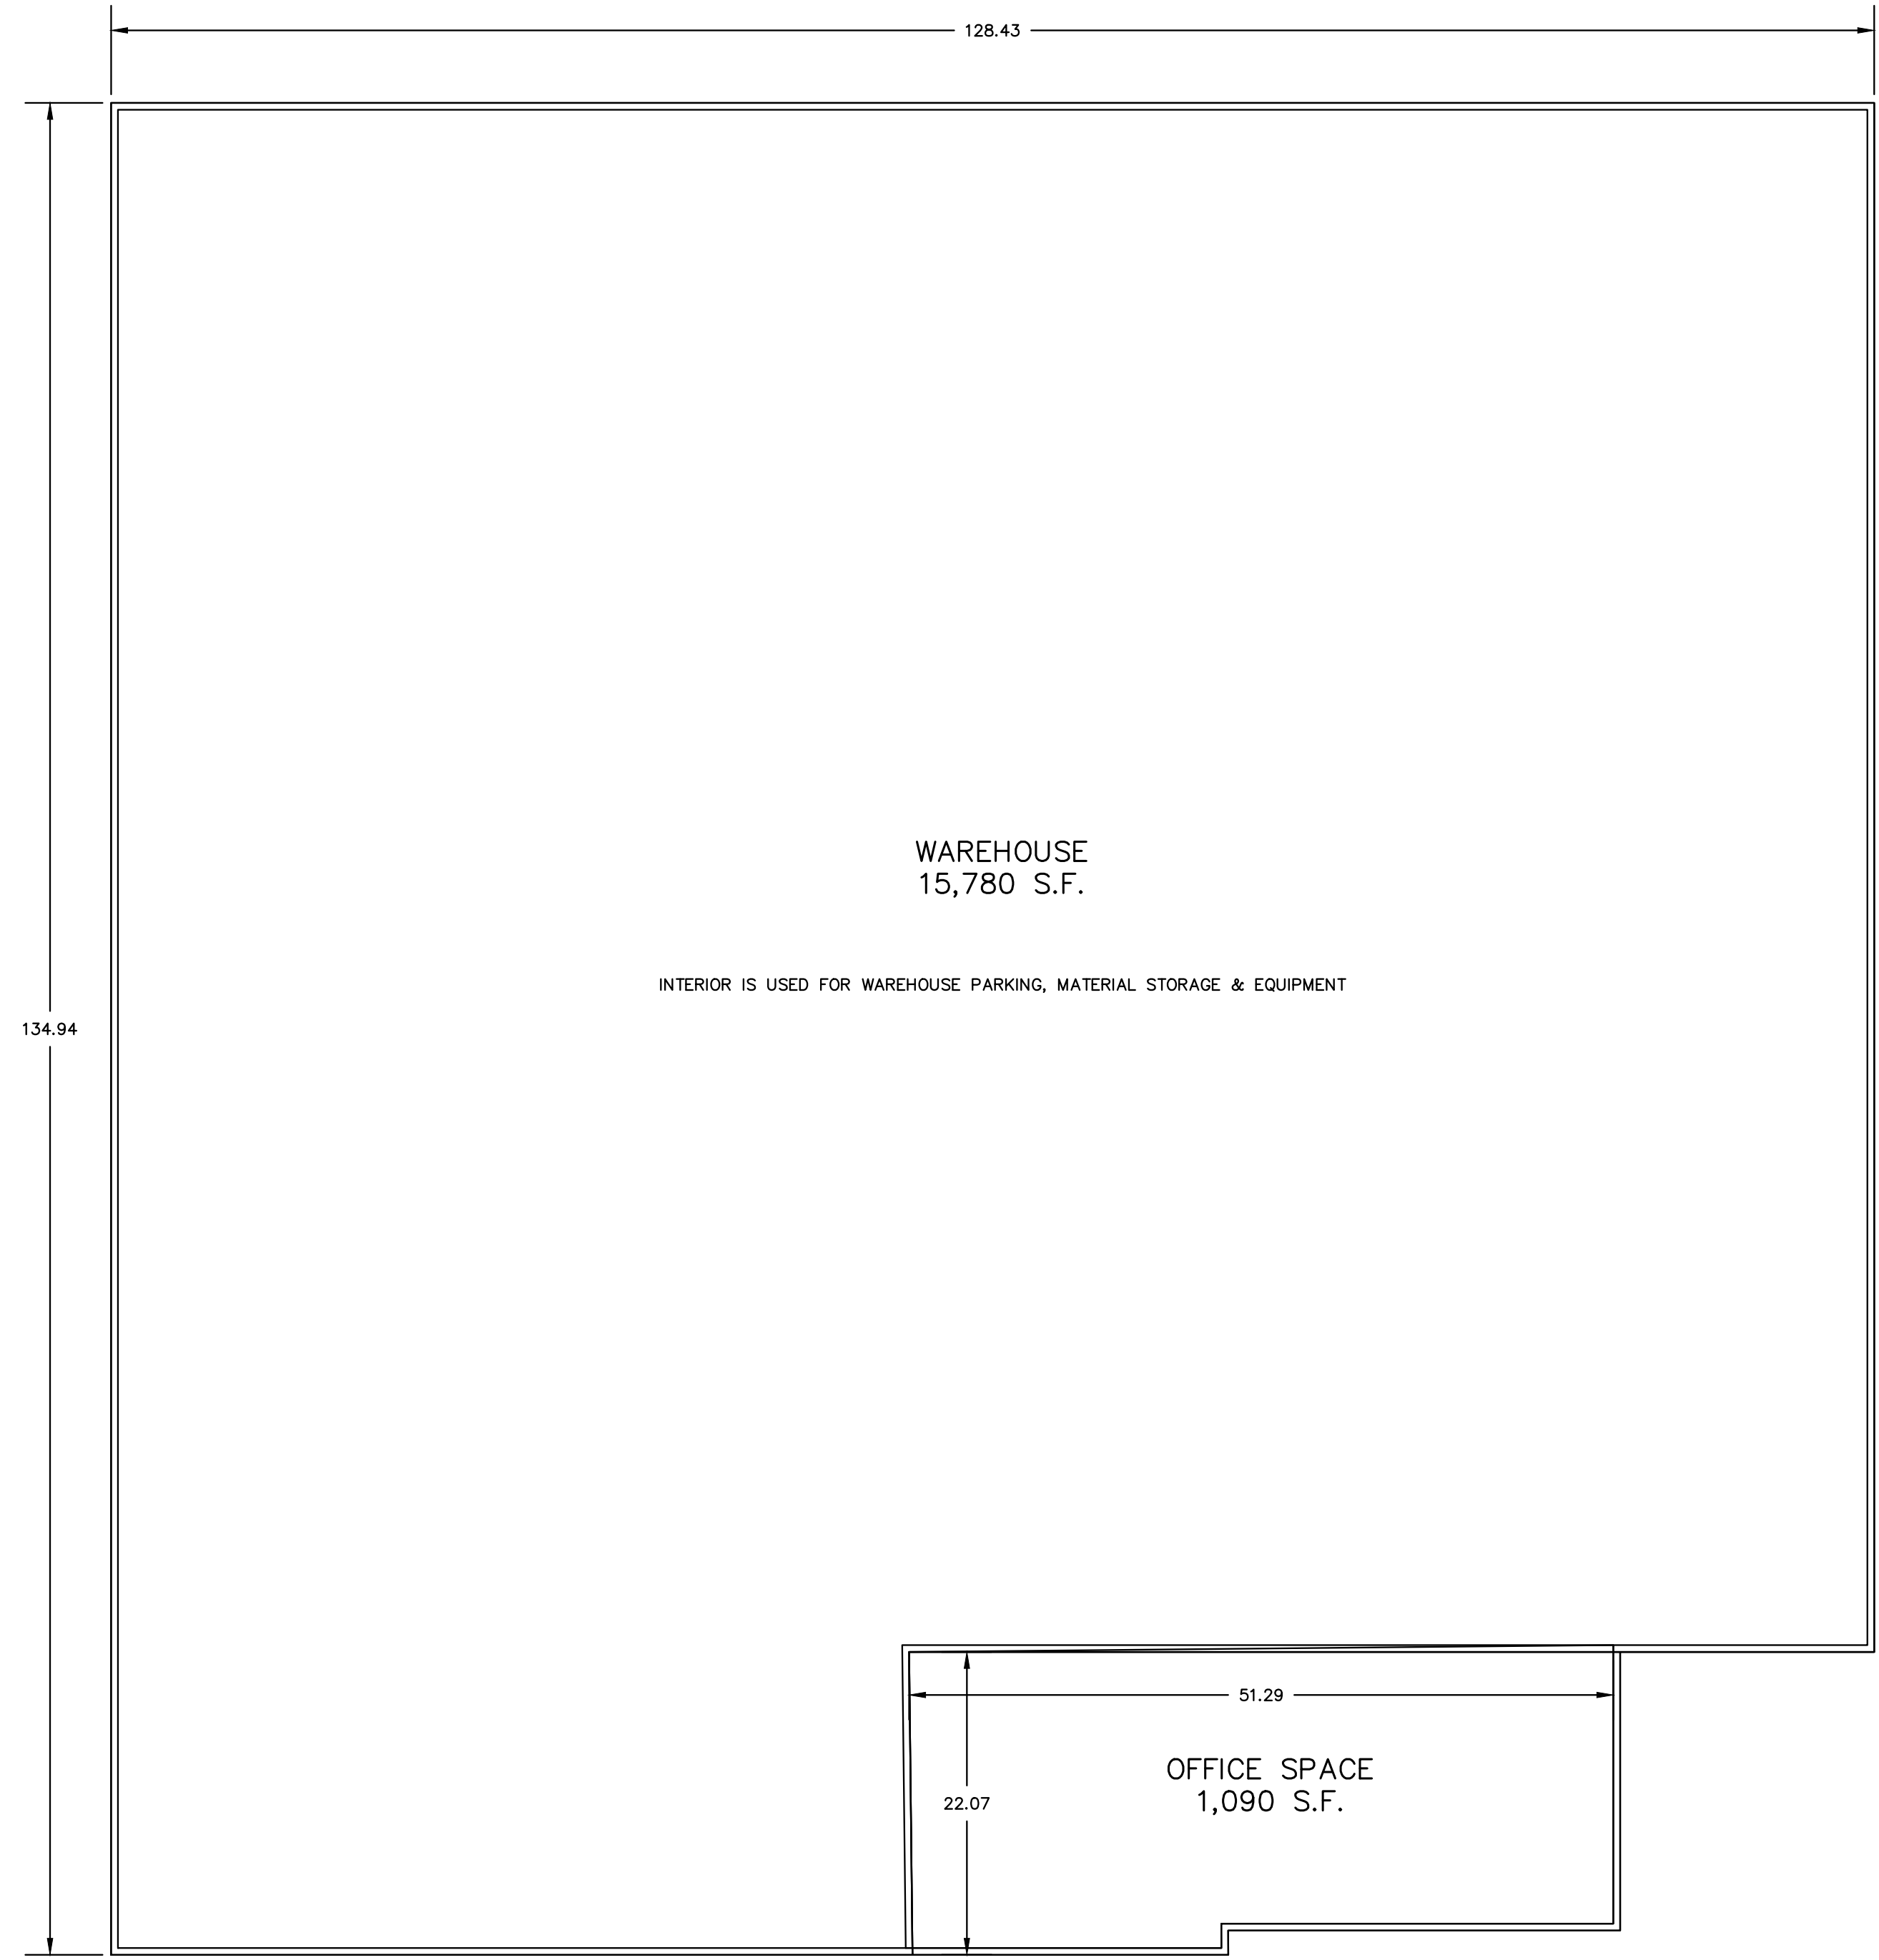 128.43
WAREHOUSE
15,780 S.F.
INTERIOR IS USED FOR WAREHOUSE PARKING, MATERIAL STORAGE & EQUIPMENT
134.94
51.29
OFFICE SPACE
1,090 S.F.
22.07